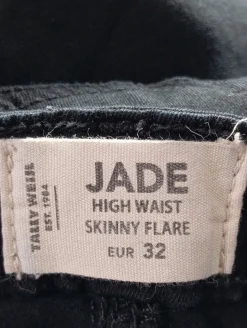 TALLY WEiJL
EST. 1984
JADE
HIGH WAIST
SKINNY FLARE
EUR 32